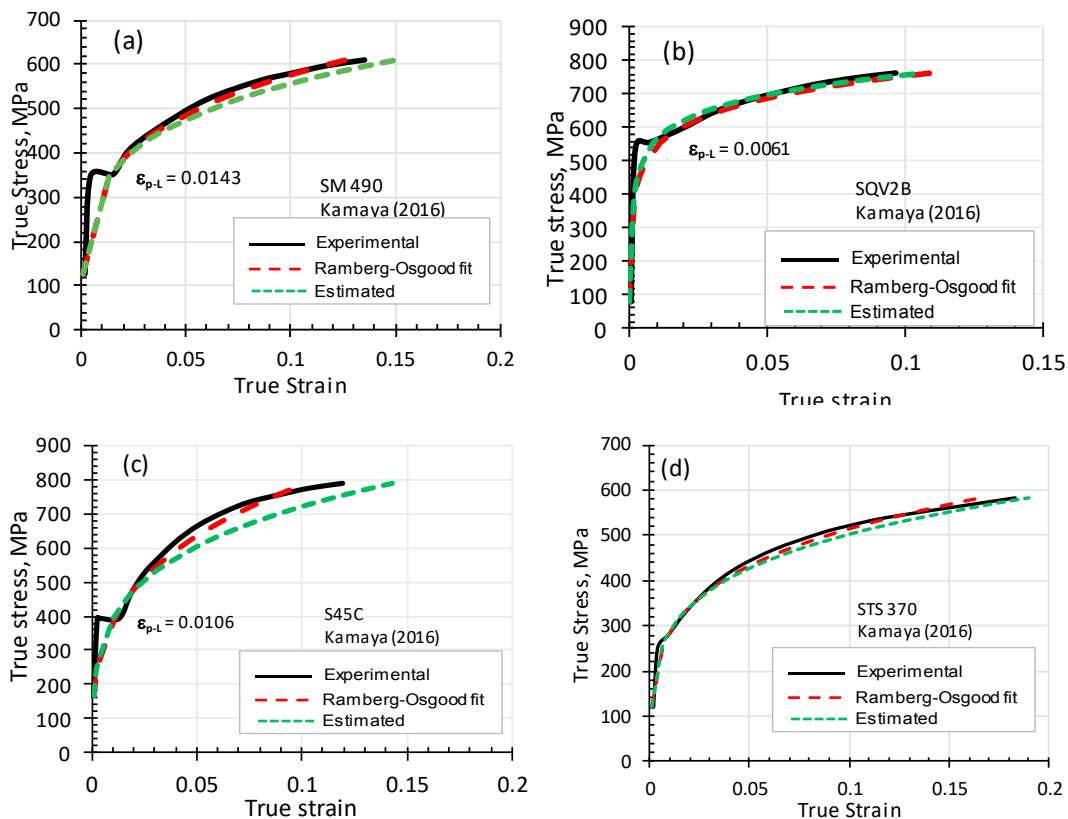 (a)
True Stress, MPa
700
600
500
400
300
200
100
0
ɛp-L = 0.0143
SM 490
Kamaya (2016)
Experimental
Ramberg-Osgood fit
Estimated
0 0.05 0.1 0.15 0.2
True Strain
(b)
True stress, MPa
900
800
700
600
500
400
300
200
100
0
ɛp-L = 0.0061
SQV2B
Kamaya (2016)
Experimental
Ramberg-Osgood fit
Estimated
0 0.05 0.1 0.15
True strain
(c)
True stress, MPa
900
800
700
600
500
400
300
200
100
0
ɛp-L = 0.0106
S45C
Kamaya (2016)
Experimental
Ramberg-Osgood fit
Estimated
0 0.05 0.1 0.15 0.2
True strain
(d)
True Stress, MPa
700
600
500
400
300
200
100
0
STS 370
Kamaya (2016)
Experimental
Ramberg-Osgood fit
Estimated
0 0.05 0.1 0.15 0.2
True Strain